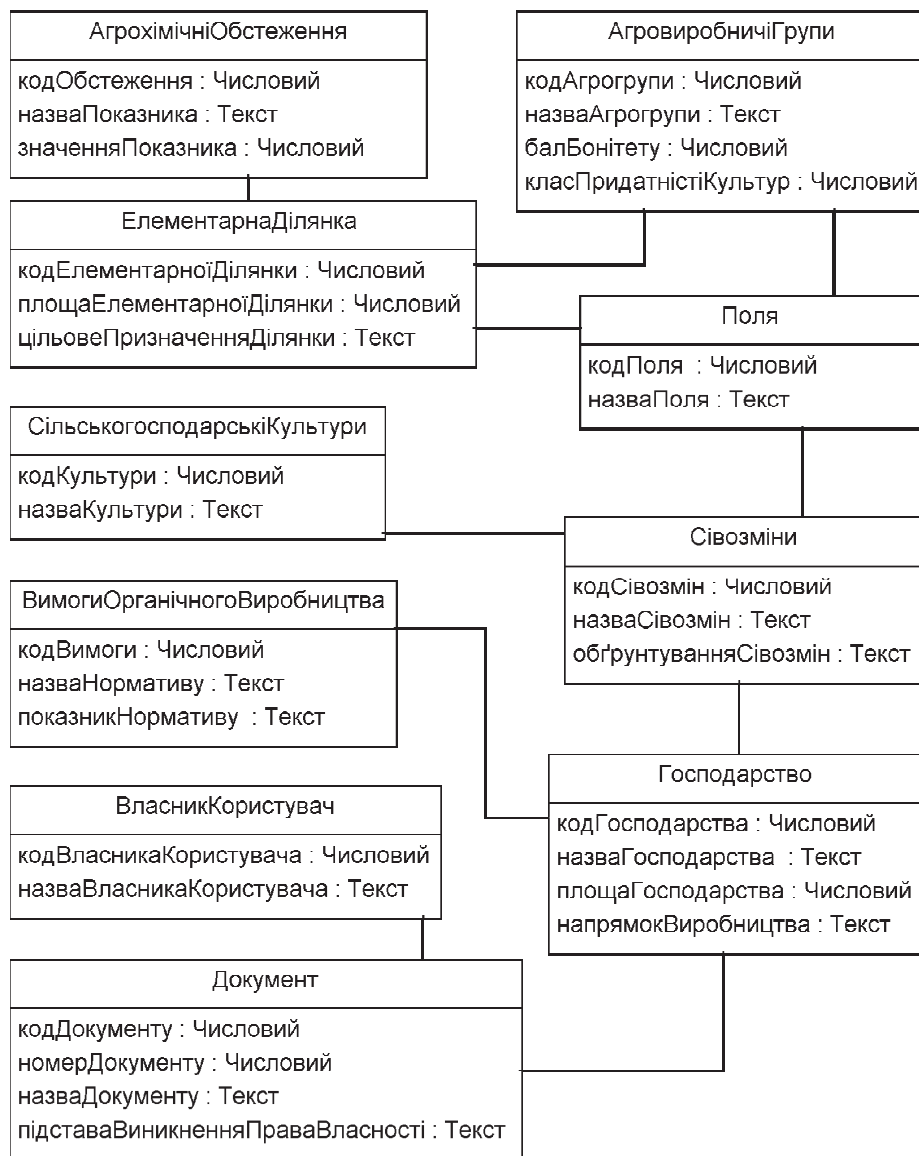 АгрохімічніОбстеження
кодОбстеження : Числовий
назваПоказника : Текст
значенняПоказника : Числовий
АгровиробничіГрупи
кодАгрогрупи : Числовий
назваАгрогрупи : Текст
балБонітету : Числовий
класПридатністіКультур : Числовий
ЕлементарнаДілянка
кодЕлементарноїДілянки : Числовий
площаЕлементарноїДілянки : Числовий
цільовеПризначенняДілянки : Текст
Поля
кодПоля : Числовий
назваПоля : Текст
СільськогосподарськіКультури
кодКультури : Числовий
назваКультури : Текст
Сівозміни
кодСівозмін : Числовий
назваСівозмін : Текст
обґрунтуванняСівозмін : Текст
ВимогиОрганічногоВиробництва
кодВимоги : Числовий
назваНормативу : Текст
показникНормативу : Текст
Господарство
кодГосподарства : Числовий
назваГосподарства : Текст
площаГосподарства : Числовий
напрямокВиробництва : Текст
ВласникКористувач
кодВласникаКористувача : Числовий
назваВласникаКористувача : Текст
Документ
кодДокументу : Числовий
номерДокументу : Числовий
назваДокументу : Текст
підставаВиникненняПраваВласності : Текст